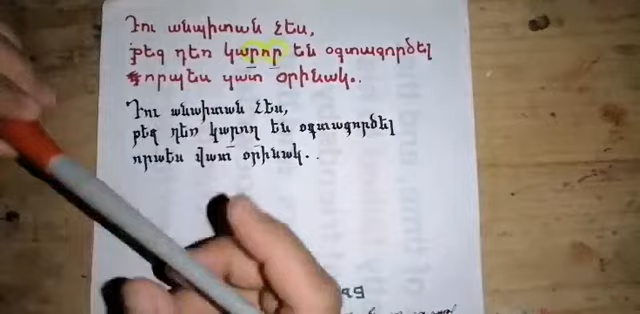 Դու անպիտան չես,
քեզ դեռ կարող են օգտագործել
որպես վատ օրինակ..
Դու անպիտան չես,
քեզ դեռ կարող են օգտագործել
որպես վատ օրինակ..